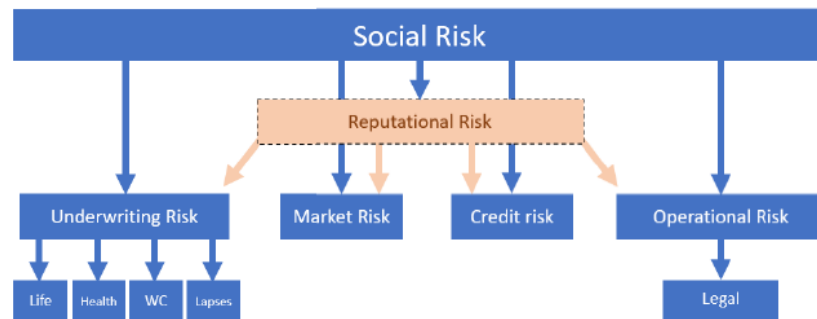 Social Risk
Reputational Risk
Underwriting Risk
Market Risk
Credit risk
Operational Risk
Life
Health
WC
Lapses
Legal